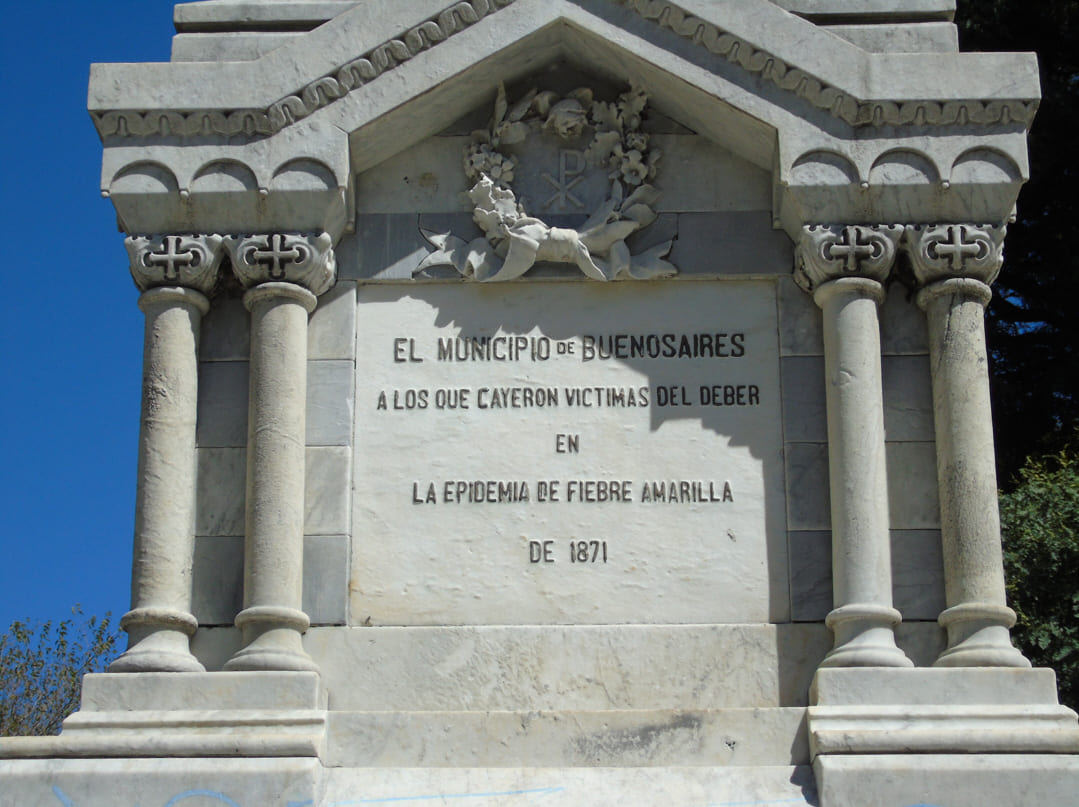 EL MUNICIPIO DE BUENOSAIRES
A LOS QUE CAYERON VICTIMAS DEL DEBER
EN
LA EPIDEMIA DE FIEBRE AMARILLA
DE 1871